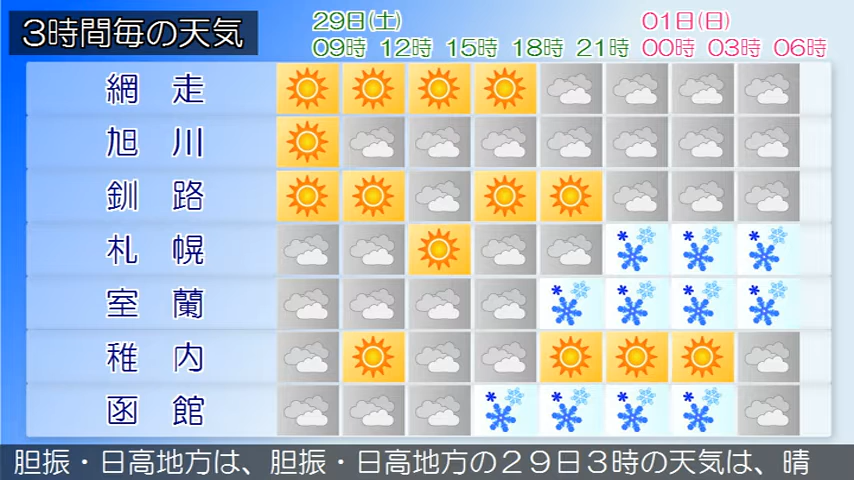 3時間毎の天気
29日(土) 01日(日)
09時 12時 15時 18時 21時 00時 03時 06時
網走
旭川
釧路
札幌
室蘭
稚内
函館
胆振・日高地方は、胆振・日高地方の29日3時の天気は、晴